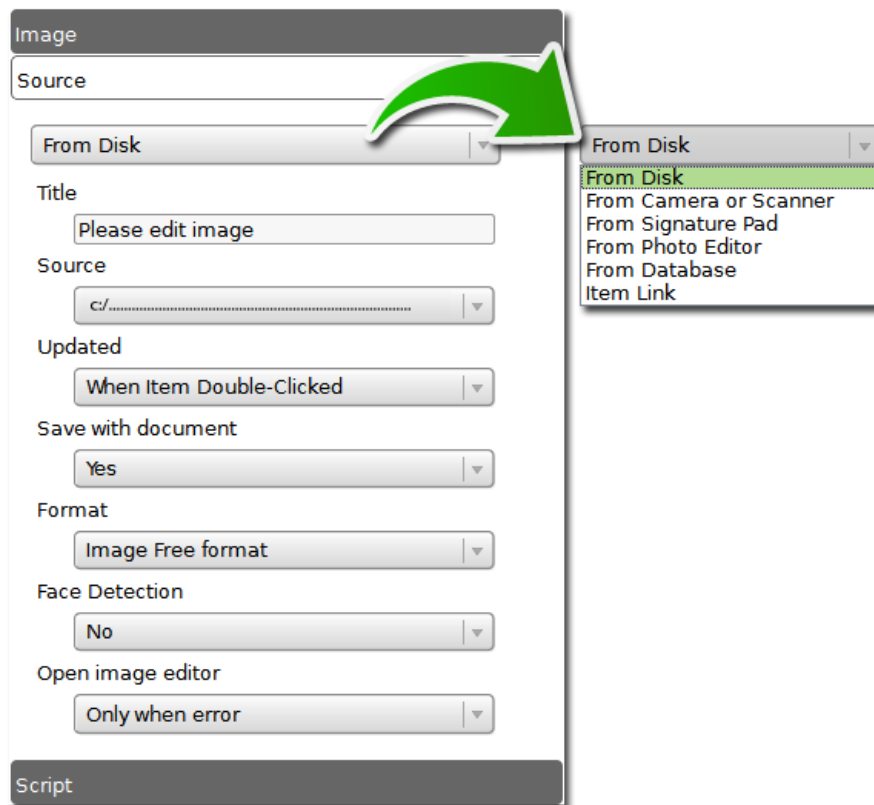 Image
Source
From Disk
Title
Please edit image
Source
c:/...........................................................................
Updated
When Item Double-Clicked
Save with document
Yes
Format
Image Free format
Face Detection
No
Open image editor
Only when error
Script
From Disk
From Disk
From Camera or Scanner
From Signature Pad
From Photo Editor
From Database
Item Link